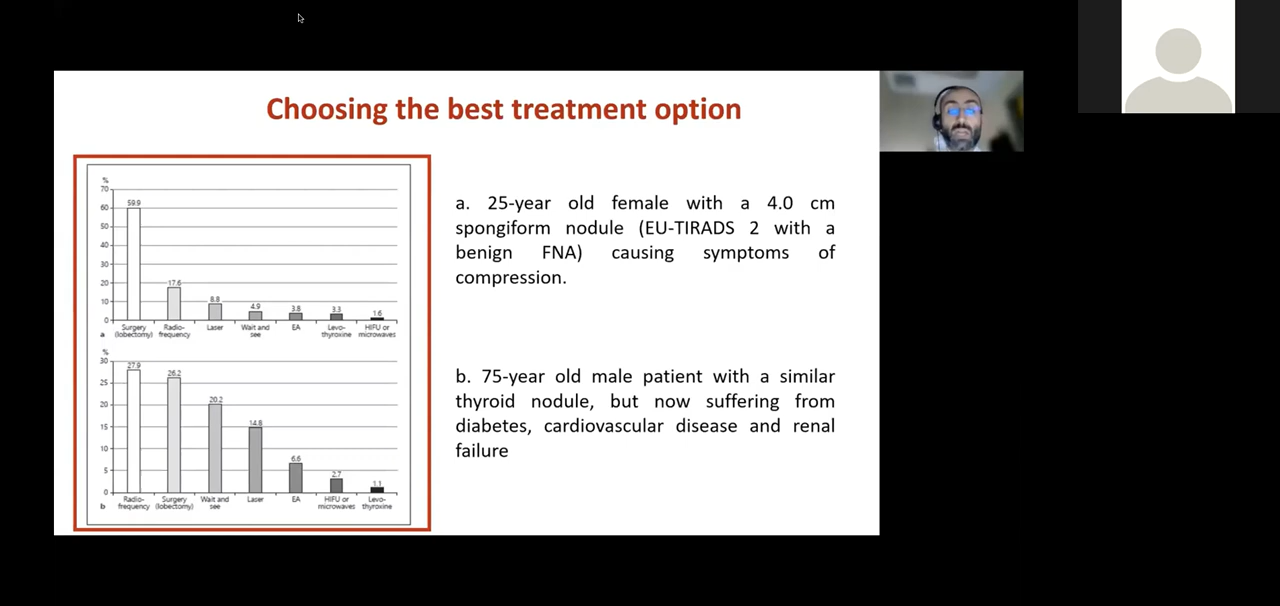 Choosing the best treatment option
%
70
60
50
40
30
20
10
0
59.9
17.6
8.8
4.9
3.8
3.3
1.6
Surgery (lobectomy)
Radio-frequency
Laser
Wait and see
EA
Levo-thyroxine
HIFU or microwaves
a
%
30
25
20
15
10
5
0
27.9
26.2
20.2
14.8
6.6
2.7
1.1
Radio-frequency
Surgery (lobectomy)
Wait and see
Laser
EA
HIFU or microwaves
Levo-thyroxine
b
a. 25-year old female with a 4.0 cm
spongiform nodule (EU-TIRADS 2 with a
benign FNA) causing symptoms of
compression.
b. 75-year old male patient with a similar
thyroid nodule, but now suffering from
diabetes, cardiovascular disease and renal
failure